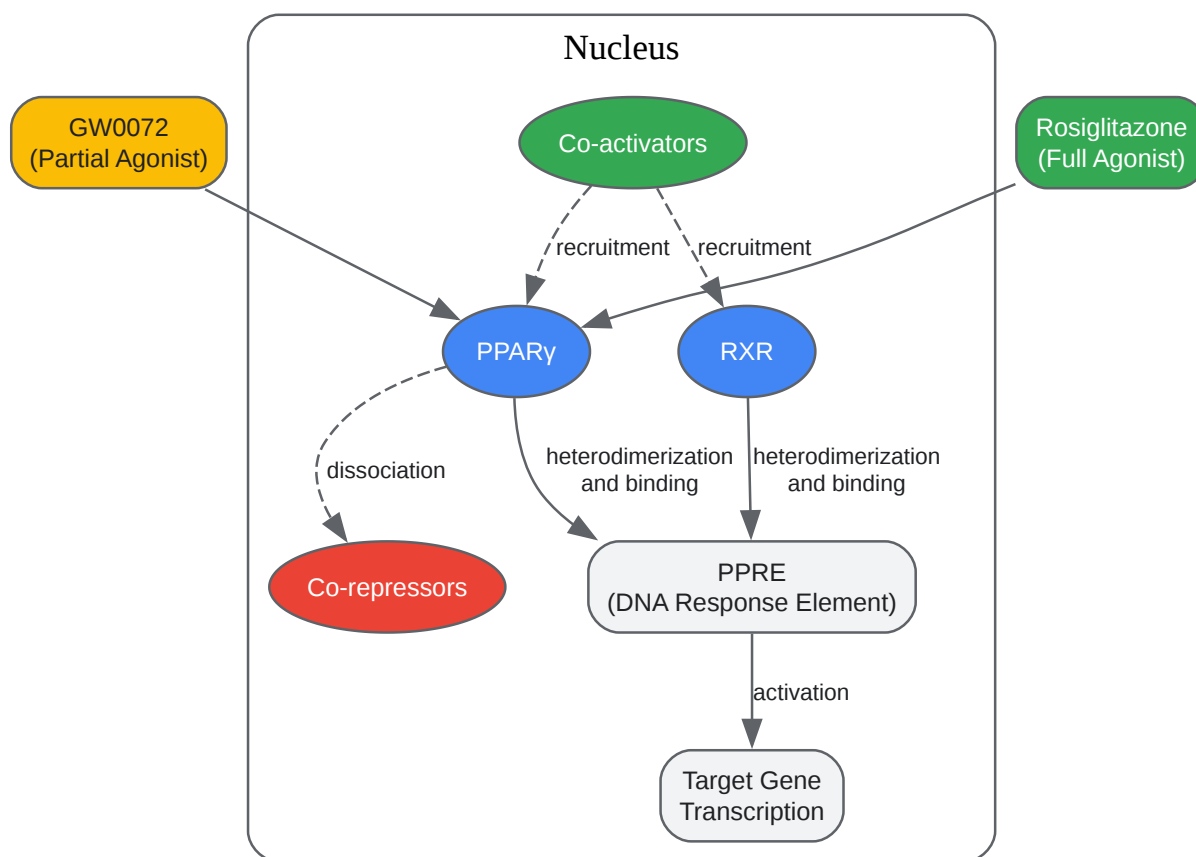 Nucleus
GW0072
(Partial Agonist)
Co-activators
Rosiglitazone
(Full Agonist)
recruitment
recruitment
PPARγ
RXR
dissociation
heterodimerization
and binding
heterodimerization
and binding
Co-repressors
PPRE
(DNA Response Element)
activation
Target Gene
Transcription